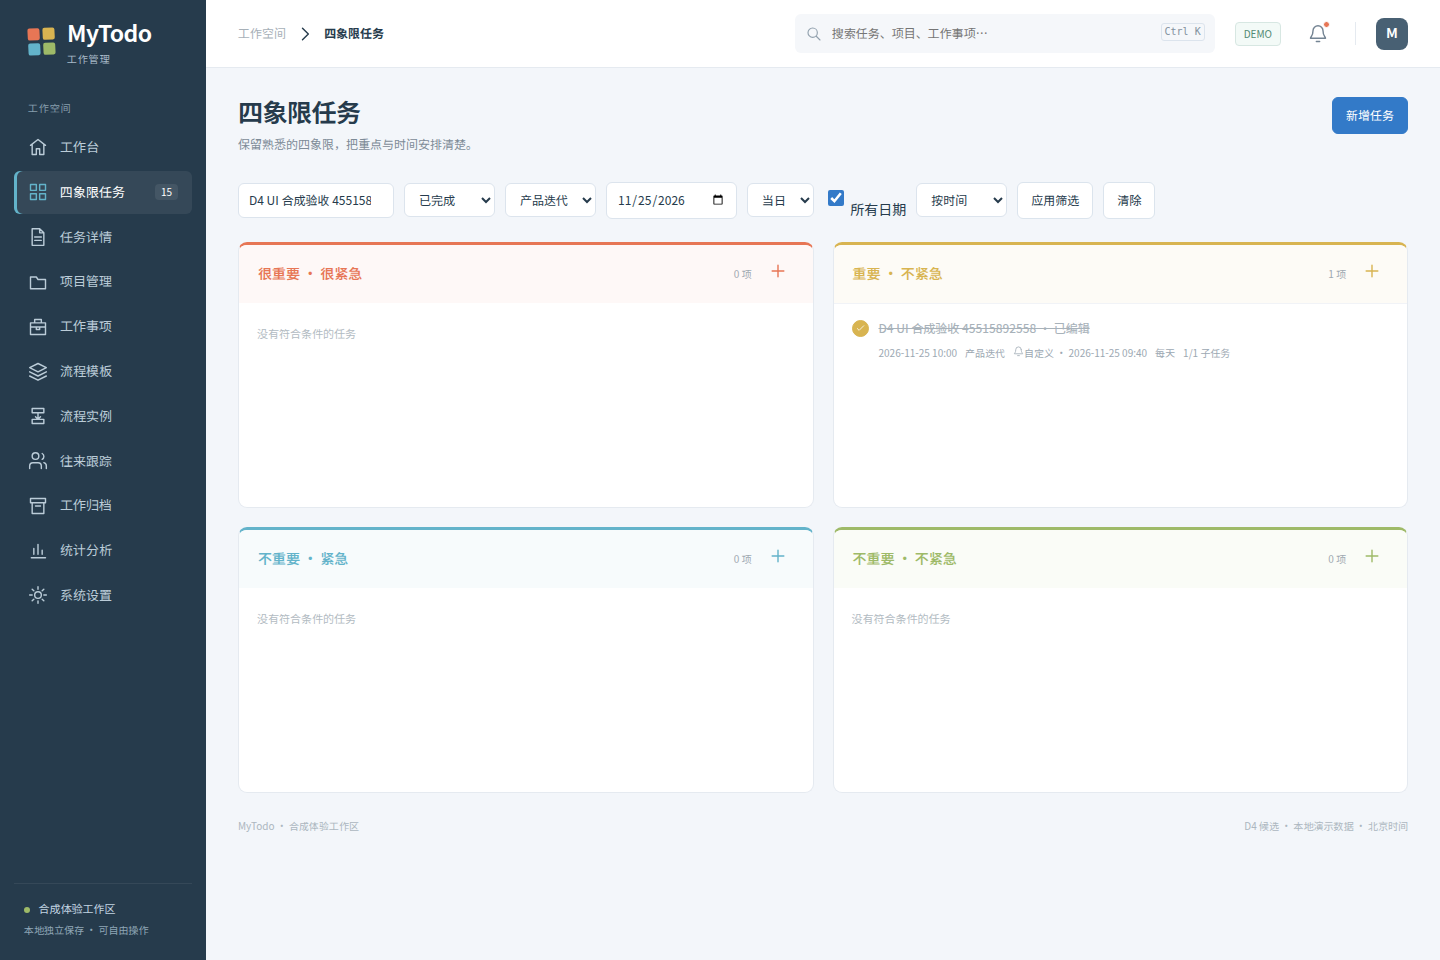 MyTodo
工作管理
工作空间
工作台
四象限任务 15
任务详情
项目管理
工作事项
流程模板
流程实例
往来跟踪
工作归档
统计分析
系统设置
合成体验工作区
本地独立保存 · 可自由操作
工作空间 四象限任务
搜索任务、项目、工作事项… Ctrl K DEMO M
四象限任务
保留熟悉的四象限，把重点与时间安排清楚。
新增任务
D4 UI 合成验收 455158 已完成 产品迭代 11/25/2026 当日 所有日期 按时间 应用筛选 清除
很重要 · 很紧急 0 项
没有符合条件的任务
重要 · 不紧急 1 项
D4 UI 合成验收 45515892558 · 已编辑
2026-11-25 10:00 产品迭代 自定义 · 2026-11-25 09:40 每天 1/1 子任务
不重要 · 紧急 0 项
没有符合条件的任务
不重要 · 不紧急 0 项
没有符合条件的任务
MyTodo · 合成体验工作区
D4 候选 · 本地演示数据 · 北京时间